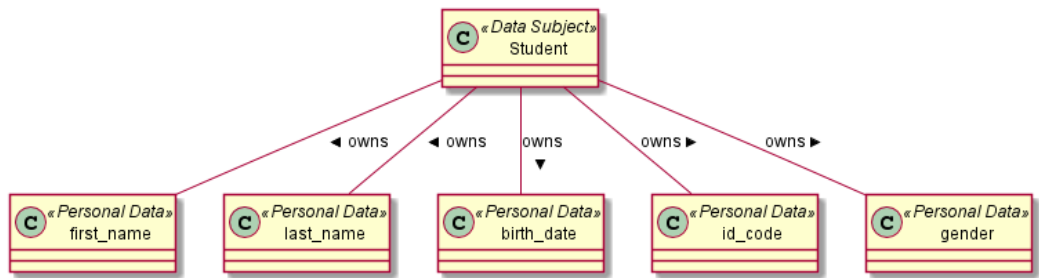 C «Data Subject»
Student
◄ owns
◄ owns
owns
▼
owns ►
owns ►
C «Personal Data»
first_name
C «Personal Data»
last_name
C «Personal Data»
birth_date
C «Personal Data»
id_code
C «Personal Data»
gender